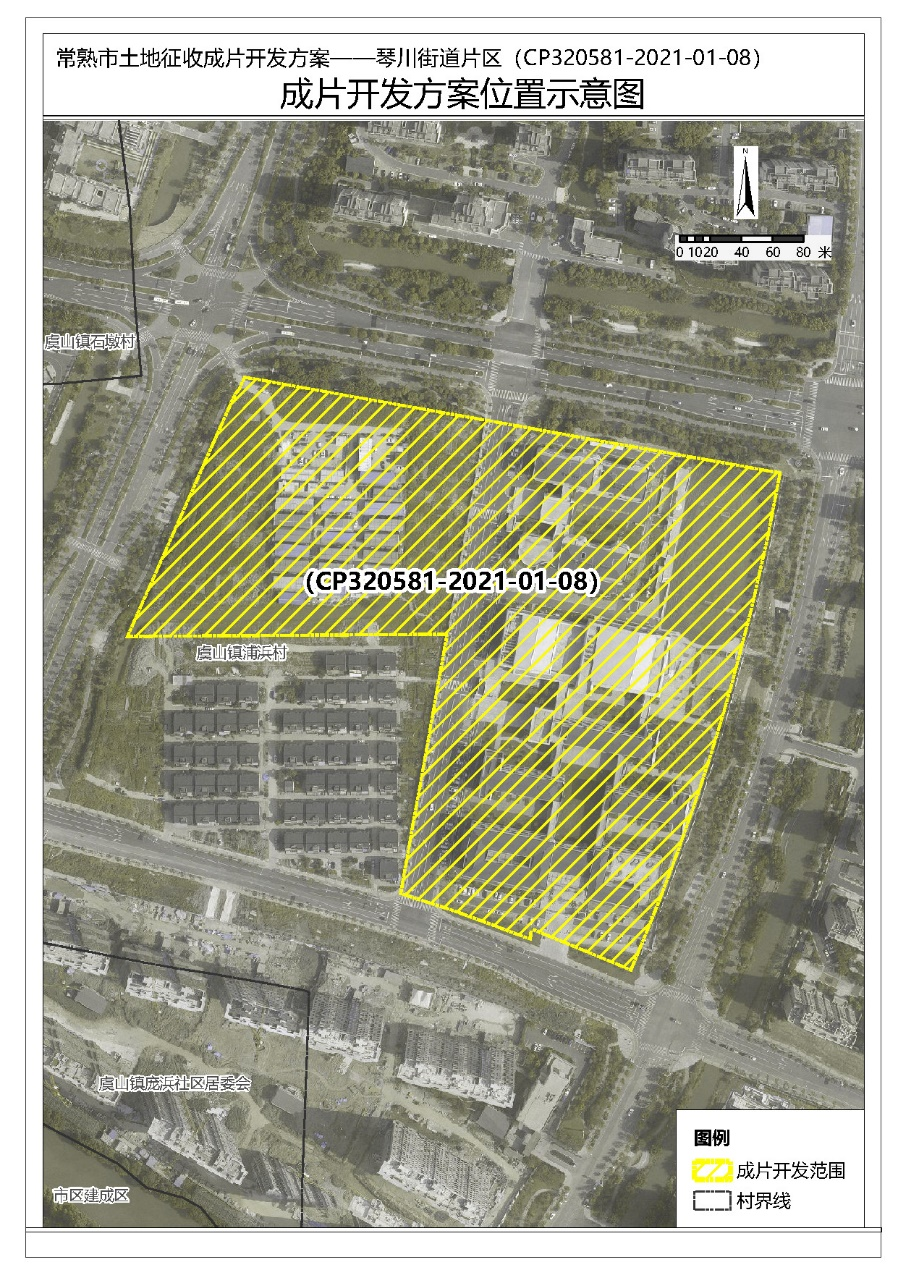 常熟市土地征收成片开发方案——琴川街道片区（CP320581-2021-01-08）
成片开发方案位置示意图
N
0 1020 40 60 80 米
虞山镇石墩村
(CP320581-2021-01-08)
虞山镇浦浜村
虞山镇庞浜社区居委会
市区建成区
图例
成片开发范围
村界线